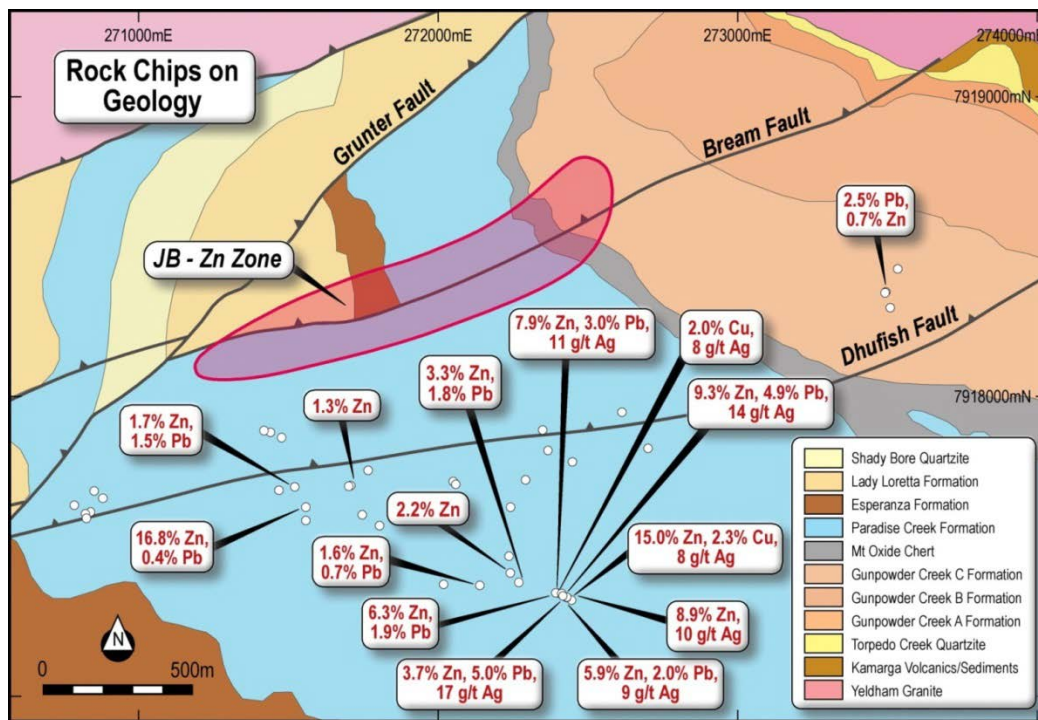 271000mE
272000mE
273000mE
274000mE
Rock Chips on
Geology
Grunter Fault
Bream Fault
7919000mN
2.5% Pb,
0.7% Zn
JB - Zn Zone
Dhufish Fault
7.9% Zn, 3.0% Pb,
11 g/t Ag
2.0% Cu,
8 g/t Ag
3.3% Zn,
1.8% Pb
9.3% Zn, 4.9% Pb,
14 g/t Ag
7918000mN
1.7% Zn,
1.5% Pb
1.3% Zn
2.2% Zn
16.8% Zn,
0.4% Pb
1.6% Zn,
0.7% Pb
15.0% Zn, 2.3% Cu,
8 g/t Ag
6.3% Zn,
1.9% Pb
8.9% Zn,
10 g/t Ag
3.7% Zn, 5.0% Pb,
17 g/t Ag
5.9% Zn, 2.0% Pb,
9 g/t Ag
Shady Bore Quartzite
Lady Loretta Formation
Esperanza Formation
Paradise Creek Formation
Mt Oxide Chert
Gunpowder Creek C Formation
Gunpowder Creek B Formation
Gunpowder Creek A Formation
Torpedo Creek Quartzite
Kamarga Volcanics/Sediments
Yeldham Granite
N
0
500m